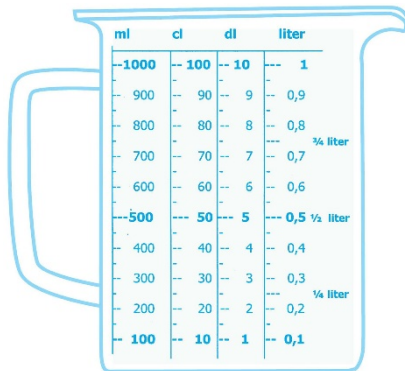 ml cl dl liter
--1000 -- 100 -- 10 --- 1
900 -- 90 -- 9 --- 0,9
800 -- 80 -- 8 --- 0,8
¾ liter
700 -- 70 -- 7 --- 0,7
600 -- 60 -- 6 --- 0,6
---500 --- 50 --- 5 ---- 0,5 ½ liter
400 -- 40 -- 4 --- 0,4
300 -- 30 -- 3 --- 0,3
¼ liter
200 -- 20 -- 2 --- 0,2
-- 100 -- 10 -- 1 --- 0,1